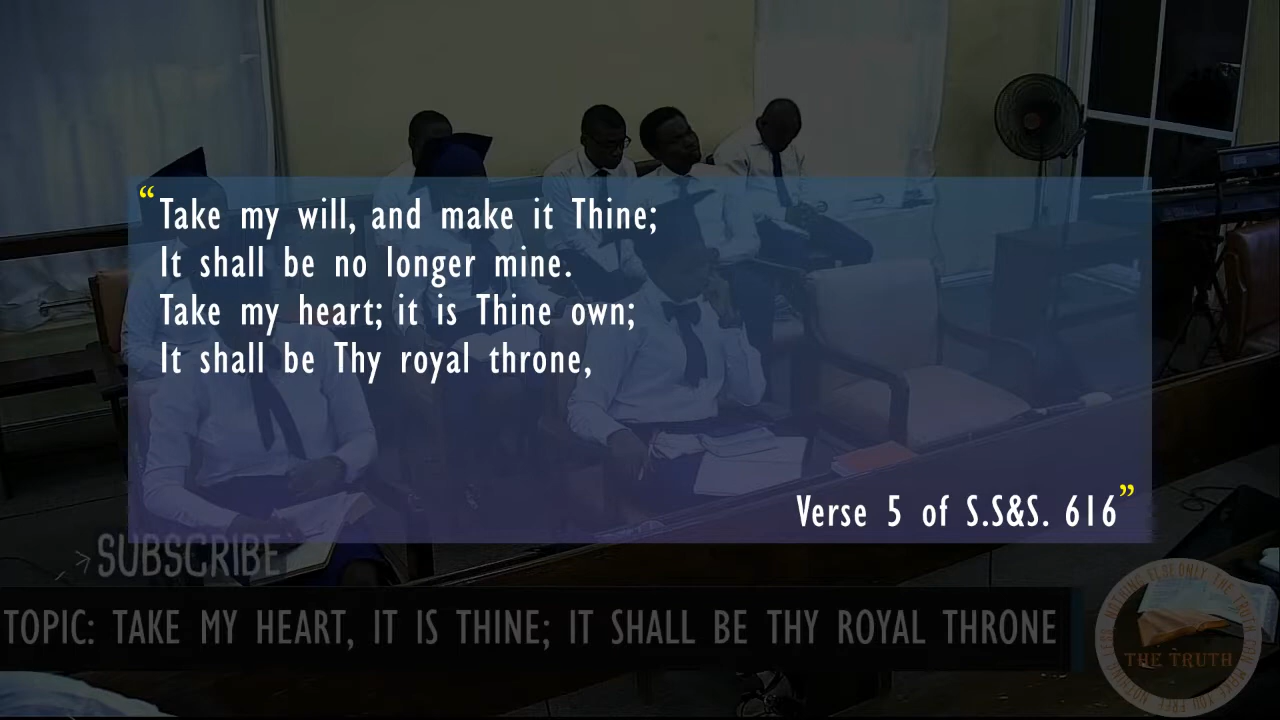 “Take my will, and make it Thine;
It shall be no longer mine.
Take my heart; it is Thine own;
It shall be Thy royal throne,
Verse 5 of S.S&S. 616”
> SUBSCRIBE
TOPIC: TAKE MY HEART, IT IS THINE; IT SHALL BE THY ROYAL THRONE
THE TRUTH